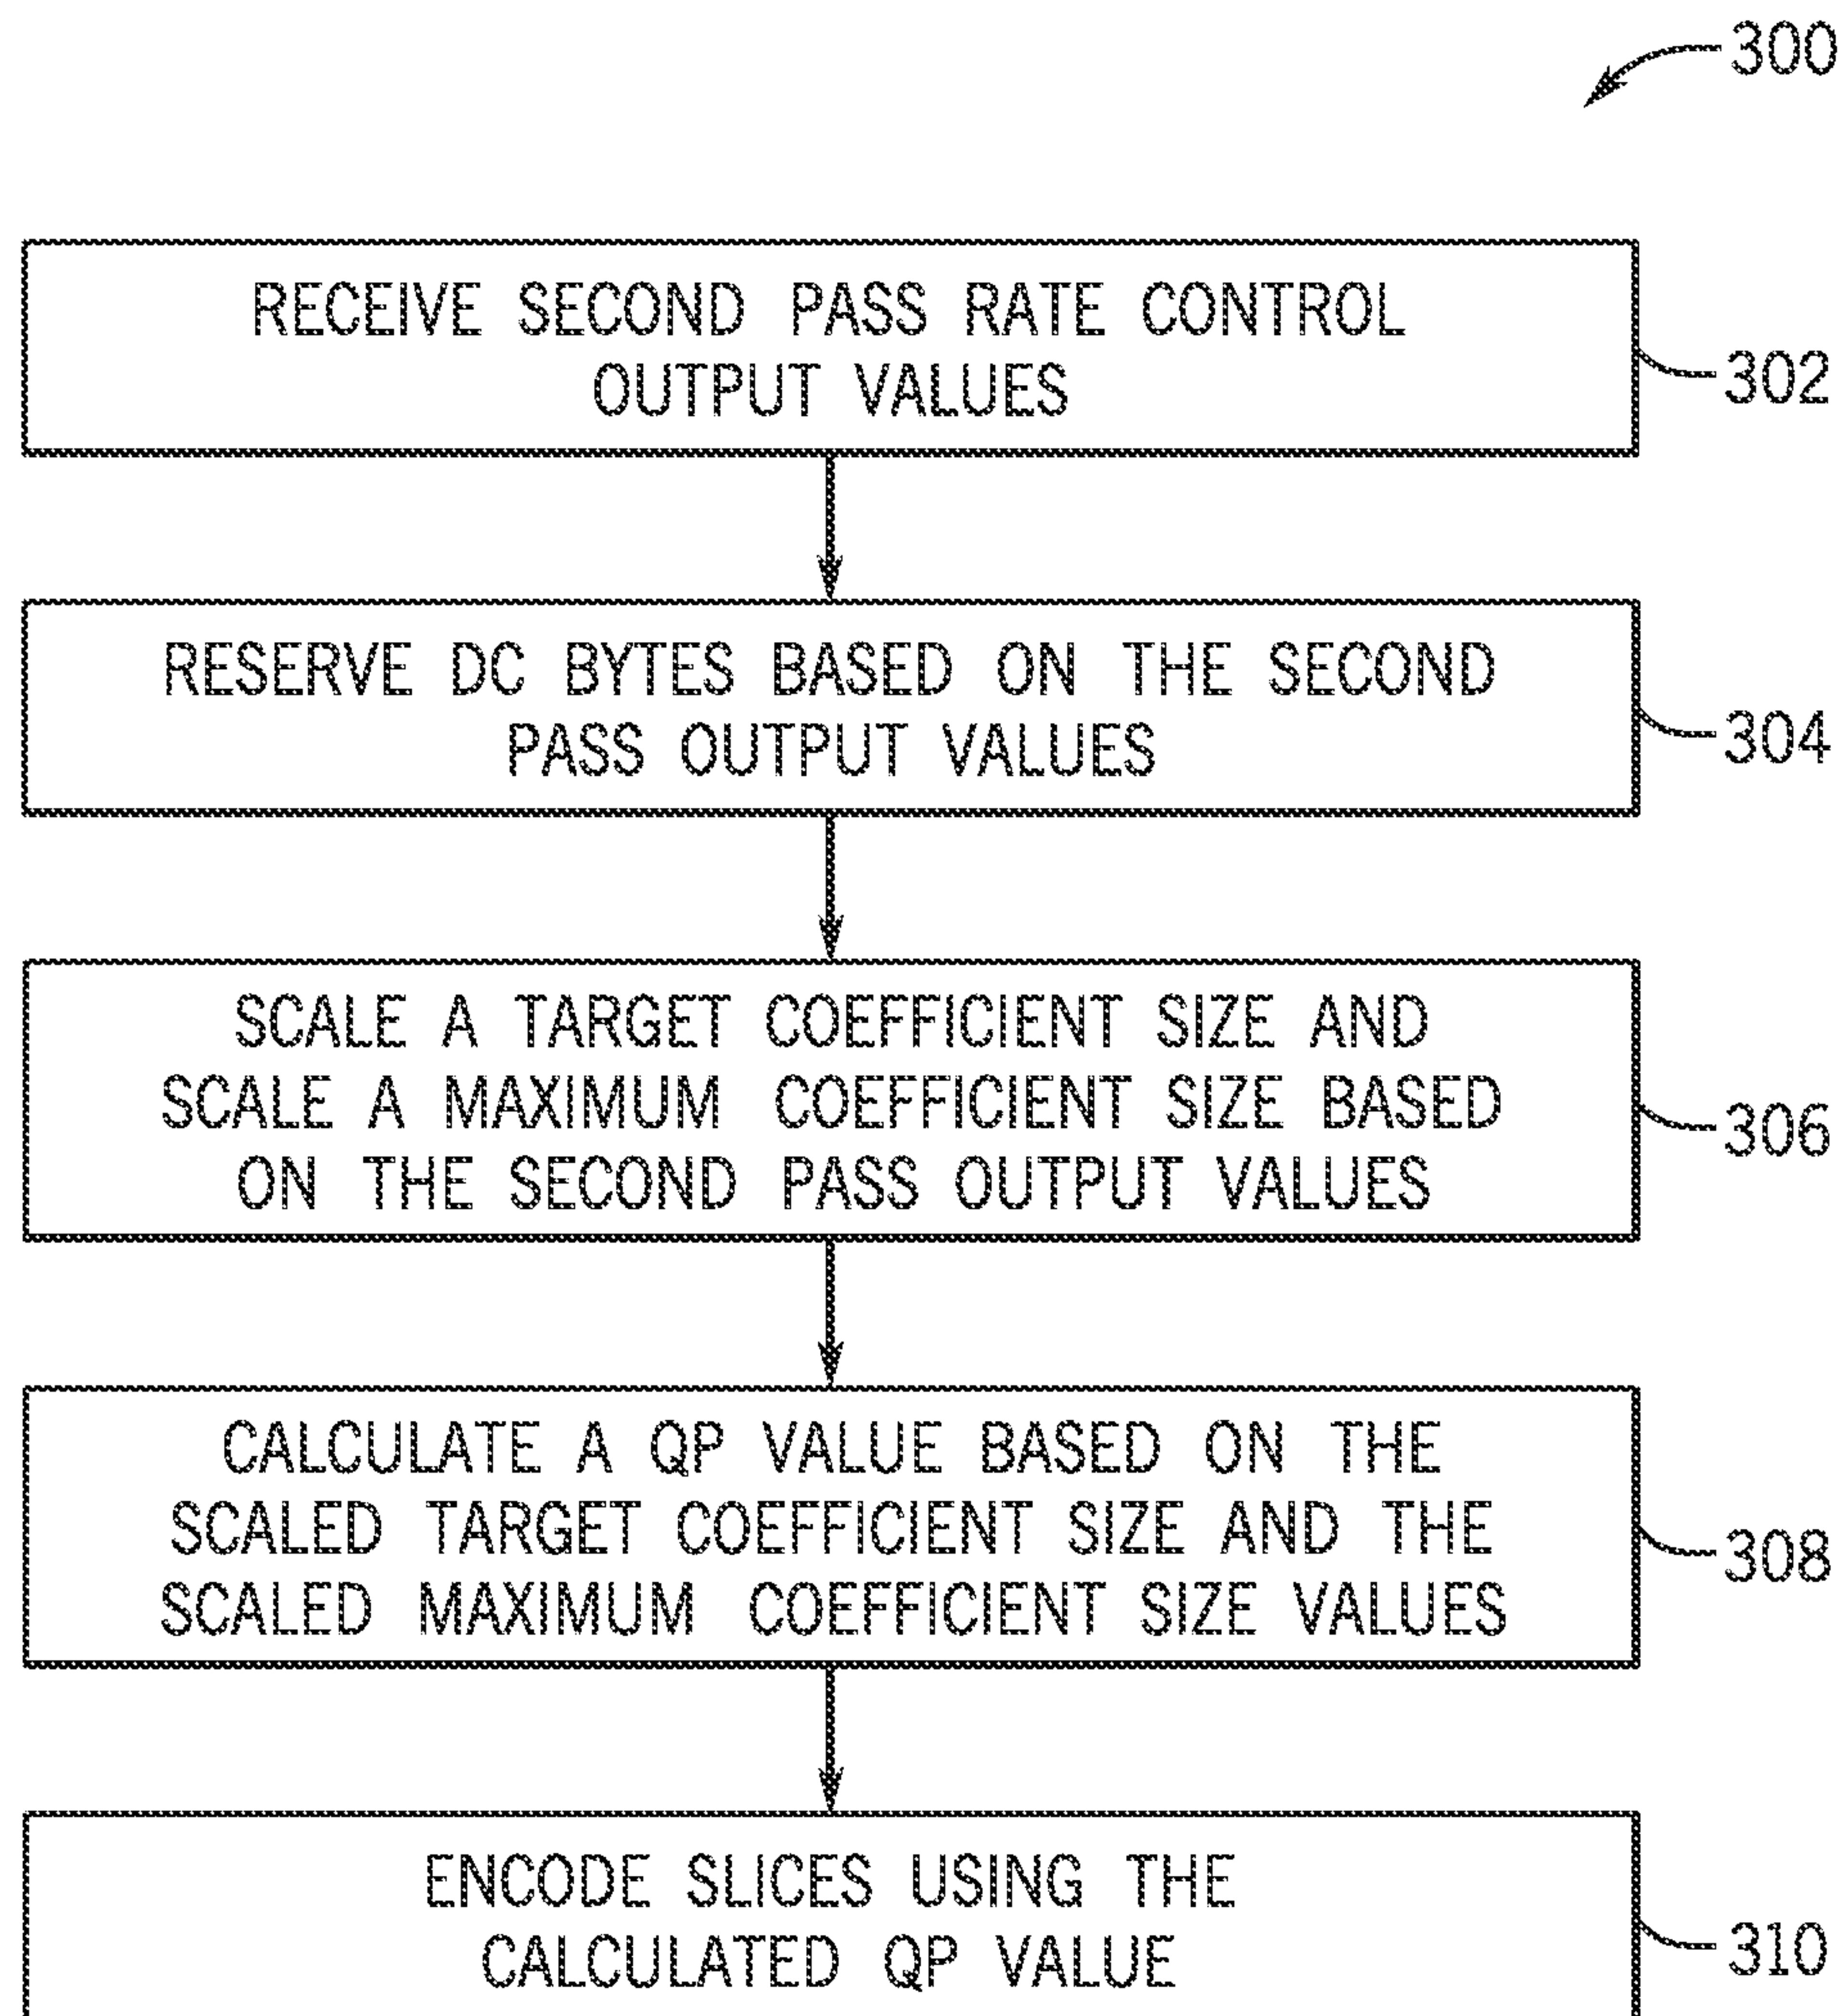 300
RECEIVE SECOND PASS RATE CONTROL
OUTPUT VALUES
302
RESERVE DC BYTES BASED ON THE SECOND
PASS OUTPUT VALUES
304
SCALE A TARGET COEFFICIENT SIZE AND
SCALE A MAXIMUM COEFFICIENT SIZE BASED
ON THE SECOND PASS OUTPUT VALUES
306
CALCULATE A QP VALUE BASED ON THE
SCALED TARGET COEFFICIENT SIZE AND THE
SCALED MAXIMUM COEFFICIENT SIZE VALUES
308
ENCODE SLICES USING THE
CALCULATED QP VALUE
310